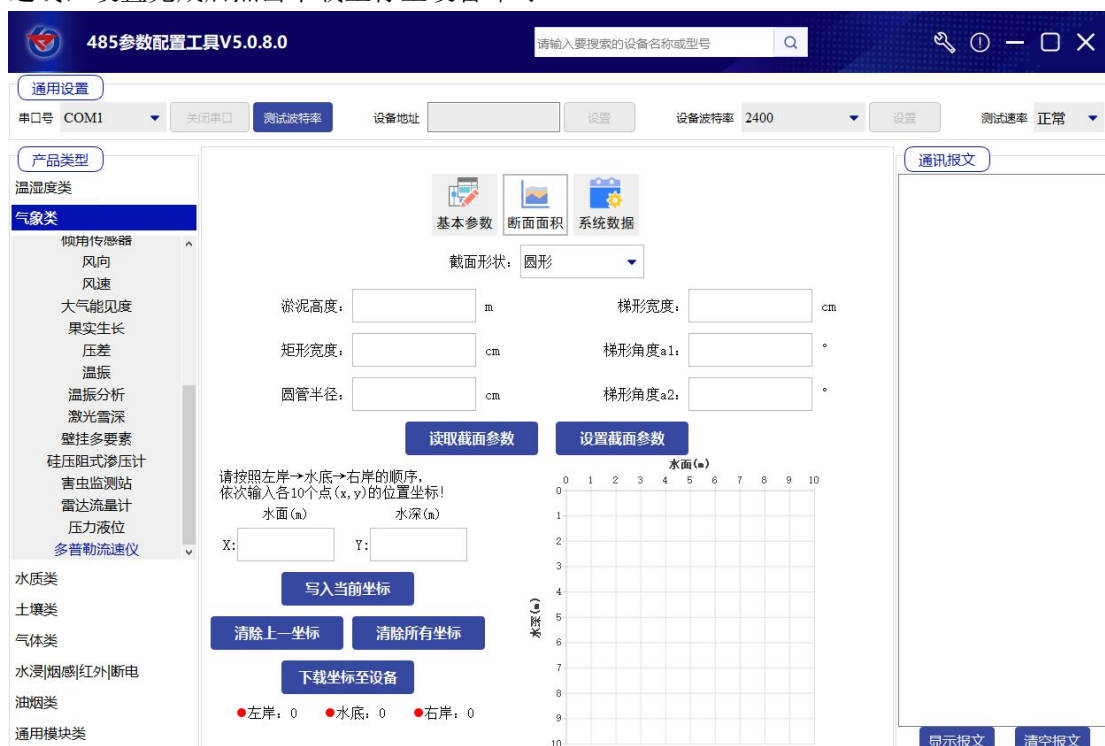 485参数配置工具V5.0.8.0
请输入要搜索的设备名称或型号
通用设置
串口号 COM1 关闭串口 测试波特率 设备地址 设置 设备波特率 2400 设置 测试速率 正常
产品类型
温湿度类
气象类
倾角传感器
风向
风速
大气能见度
果实生长
压差
温振
温振分析
激光雪深
壁挂多要素
硅压阻式渗压计
害虫监测站
雷达流量计
压力液位
多普勒流速仪
水质类
土壤类
气体类
水浸|烟感|红外|断电
油烟类
通用模块类
基本参数 断面面积 系统数据
截面形状: 圆形
淤泥高度: m 梯形宽度: cm
矩形宽度: cm 梯形角度a1: °
圆管半径: cm 梯形角度a2: °
读取截面参数 设置截面参数
请按照左岸→水底→右岸的顺序,
依次输入各10个点(x,y)的位置坐标!
水面(m) 水深(m)
X: Y:
写入当前坐标
清除上一坐标 清除所有坐标
下载坐标至设备
●左岸: 0 ●水底: 0 ●右岸: 0
水面(m)
0 1 2 3 4 5 6 7 8 9 10
水深(m)
0
1
2
3
4
5
6
7
8
9
10
通讯报文
显示报文 清空报文